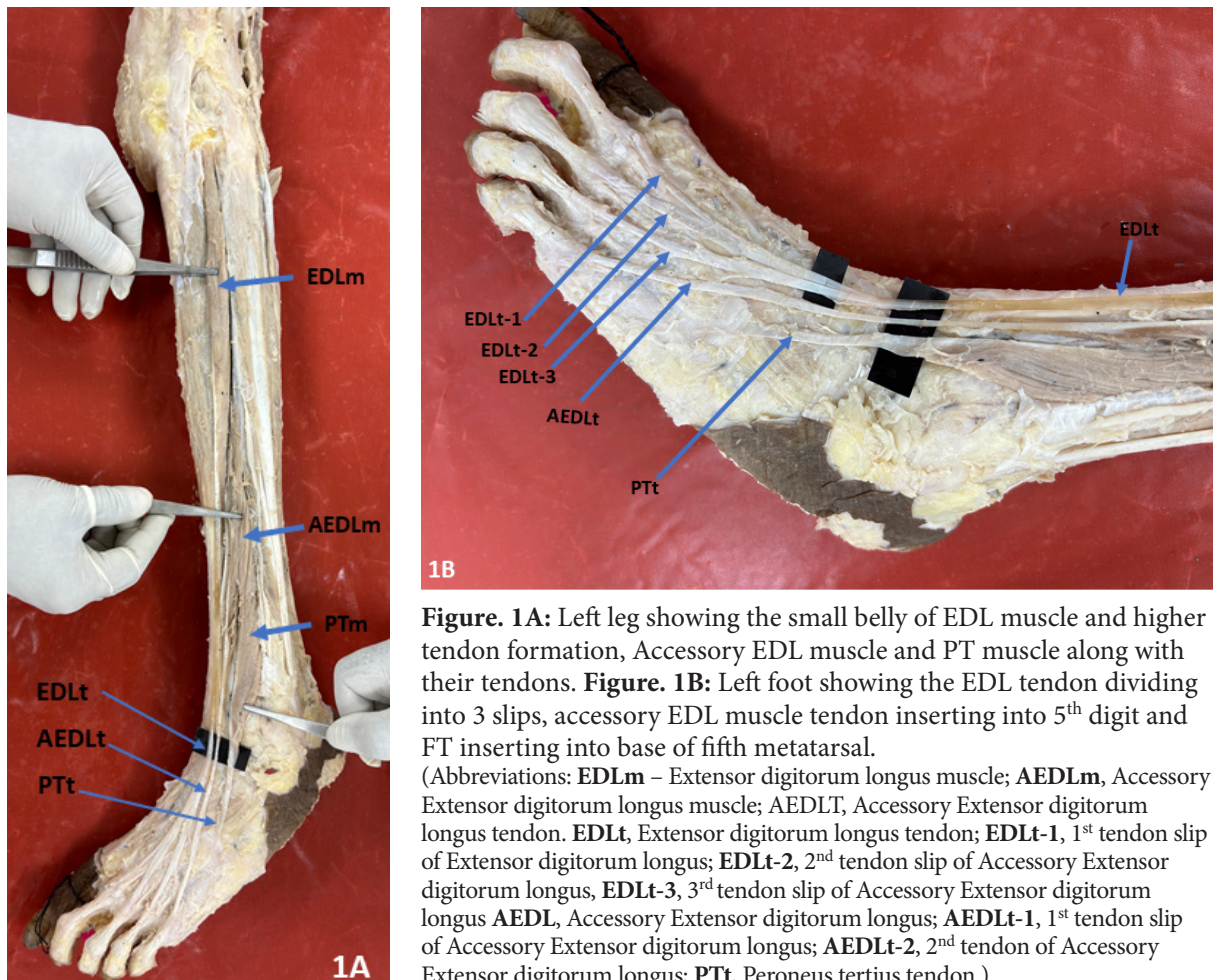 EDLm
AEDLm
PTm
EDLt
AEDLt
PTt
1A
EDLt
EDLt-1
EDLt-2
EDLt-3
AEDLt
PTt
1B
Figure. 1A: Left leg showing the small belly of EDL muscle and higher
tendon formation, Accessory EDL muscle and PT muscle along with
their tendons. Figure. 1B: Left foot showing the EDL tendon dividing
into 3 slips, accessory EDL muscle tendon inserting into 5th digit and
FT inserting into base of fifth metatarsal.
(Abbreviations: EDLm – Extensor digitorum longus muscle; AEDLm, Accessory
Extensor digitorum longus muscle; AEDLT, Accessory Extensor digitorum
longus tendon. EDLt, Extensor digitorum longus tendon; EDLt-1, 1st tendon slip
of Extensor digitorum longus; EDLt-2, 2nd tendon slip of Accessory Extensor
digitorum longus, EDLt-3, 3rd tendon slip of Accessory Extensor digitorum
longus AEDL, Accessory Extensor digitorum longus; AEDLt-1, 1st tendon slip
of Accessory Extensor digitorum longus; AEDLt-2, 2nd tendon of Accessory
Extensor digitorum longus; PTt, Peroneus tertius tendon.)